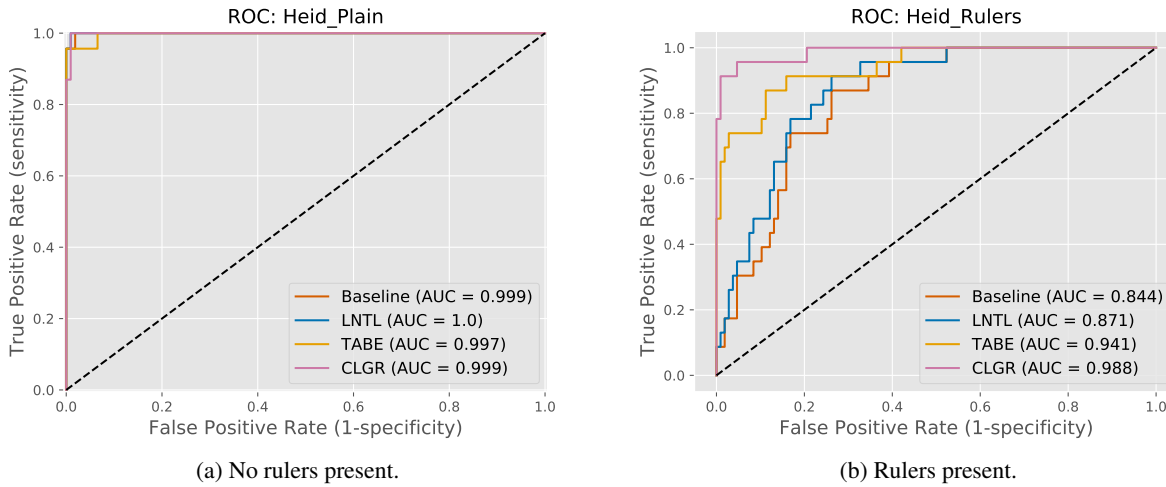 ROC: Heid_Plain
1.0
0.8
0.6
0.4
0.2
0.0
True Positive Rate (sensitivity)
Baseline (AUC = 0.999)
LNTL (AUC = 1.0)
TABE (AUC = 0.997)
CLGR (AUC = 0.999)
0.0 0.2 0.4 0.6 0.8 1.0
False Positive Rate (1-specificity)
(a) No rulers present.
ROC: Heid_Rulers
1.0
0.8
0.6
0.4
0.2
0.0
True Positive Rate (sensitivity)
Baseline (AUC = 0.844)
LNTL (AUC = 0.871)
TABE (AUC = 0.941)
CLGR (AUC = 0.988)
0.0 0.2 0.4 0.6 0.8 1.0
False Positive Rate (1-specificity)
(b) Rulers present.